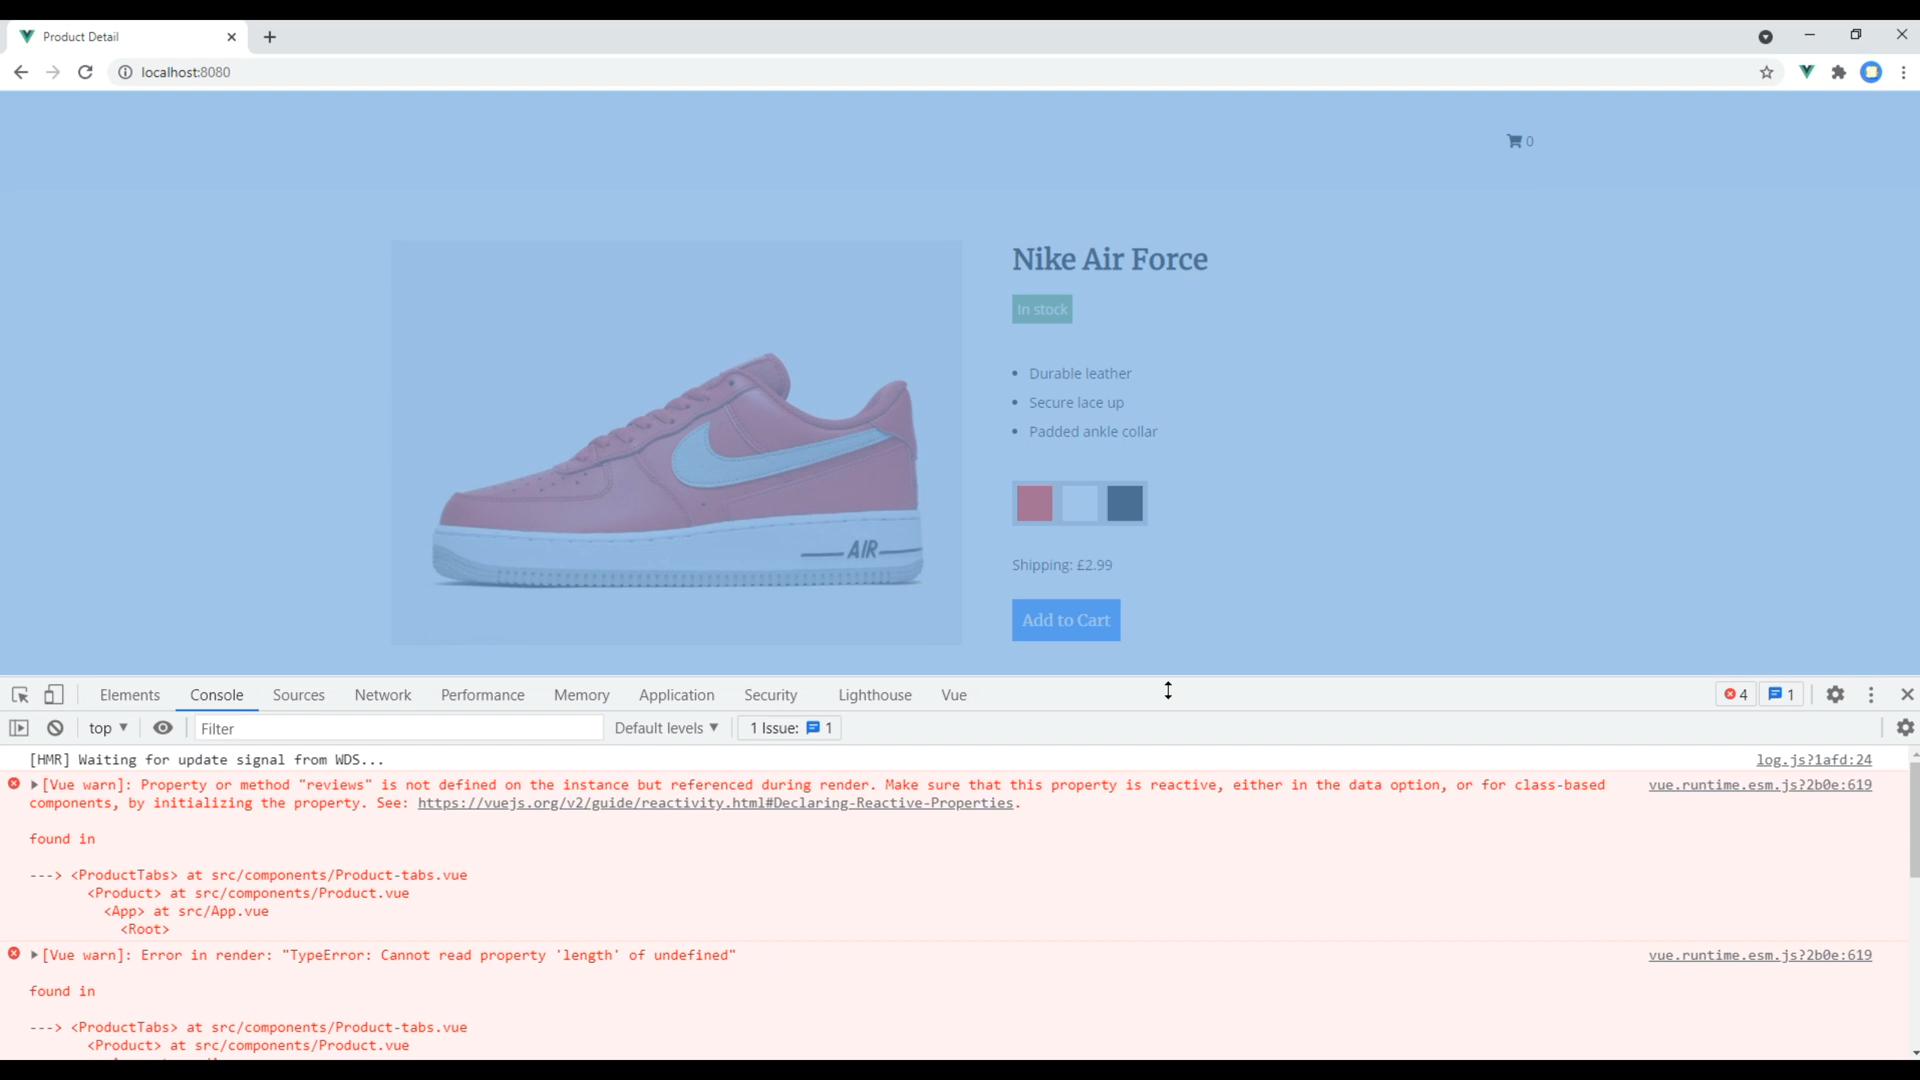 Product Detail
localhost:8080
0
Nike Air Force
In stock
Durable leather
Secure lace up
Padded ankle collar
AIR
Shipping: £2.99
Add to Cart
Elements Console Sources Network Performance Memory Application Security Lighthouse Vue 4 1
top Filter Default levels 1 Issue: 1
[HMR] Waiting for update signal from WDS... log.js?1afd:24
[Vue warn]: Property or method "reviews" is not defined on the instance but referenced during render. Make sure that this property is reactive, either in the data option, or for class-based vue.runtime.esm.js?2b0e:619
components, by initializing the property. See: https://vuejs.org/v2/guide/reactivity.html#Declaring-Reactive-Properties.
found in
---> <ProductTabs> at src/components/Product-tabs.vue
<Product> at src/components/Product.vue
<App> at src/App.vue
<Root>
[Vue warn]: Error in render: "TypeError: Cannot read property 'length' of undefined" vue.runtime.esm.js?2b0e:619
found in
---> <ProductTabs> at src/components/Product-tabs.vue
<Product> at src/components/Product.vue